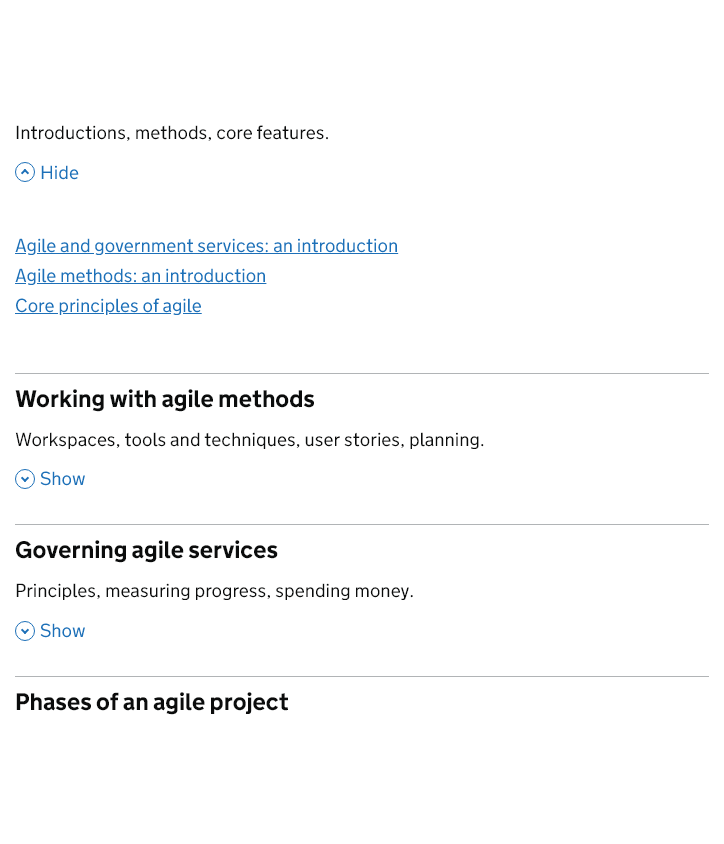 Introductions, methods, core features.
Hide
Agile and government services: an introduction
Agile methods: an introduction
Core principles of agile
Working with agile methods
Workspaces, tools and techniques, user stories, planning.
Show
Governing agile services
Principles, measuring progress, spending money.
Show
Phases of an agile project